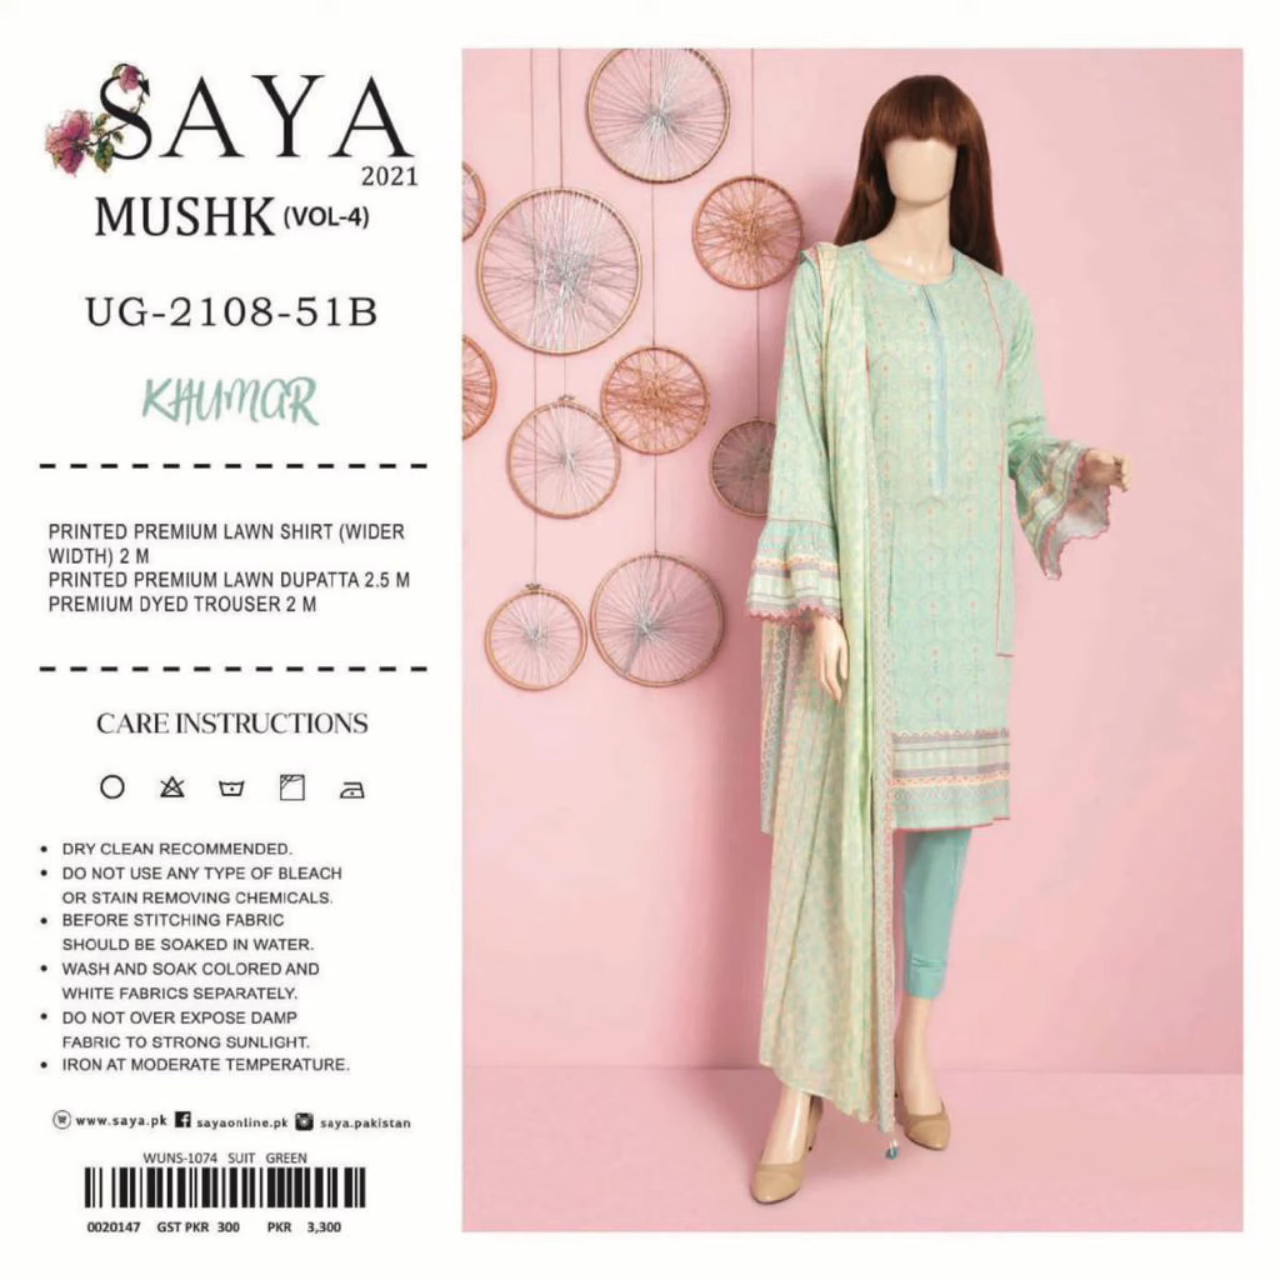 SAYA
2021
MUSHK (VOL-4)
UG-2108-51B
KHUMAR
PRINTED PREMIUM LAWN SHIRT (WIDER
WIDTH) 2 M
PRINTED PREMIUM LAWN DUPATTA 2.5 M
PREMIUM DYED TROUSER 2 M
CARE INSTRUCTIONS
• DRY CLEAN RECOMMENDED.
• DO NOT USE ANY TYPE OF BLEACH
OR STAIN REMOVING CHEMICALS.
• BEFORE STITCHING FABRIC
SHOULD BE SOAKED IN WATER.
• WASH AND SOAK COLORED AND
WHITE FABRICS SEPARATELY.
• DO NOT OVER EXPOSE DAMP
FABRIC TO STRONG SUNLIGHT.
• IRON AT MODERATE TEMPERATURE.
www.saya.pk sayaonline.pk saya.pakistan
WUNS-1074 SUIT GREEN
0020147 GST PKR 300 PKR 3,300